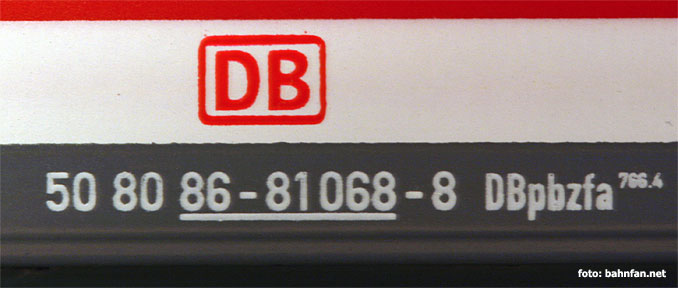 DB
50 80 86-81 068-8 DBpbzfa 766.4
foto: bahnfan.net